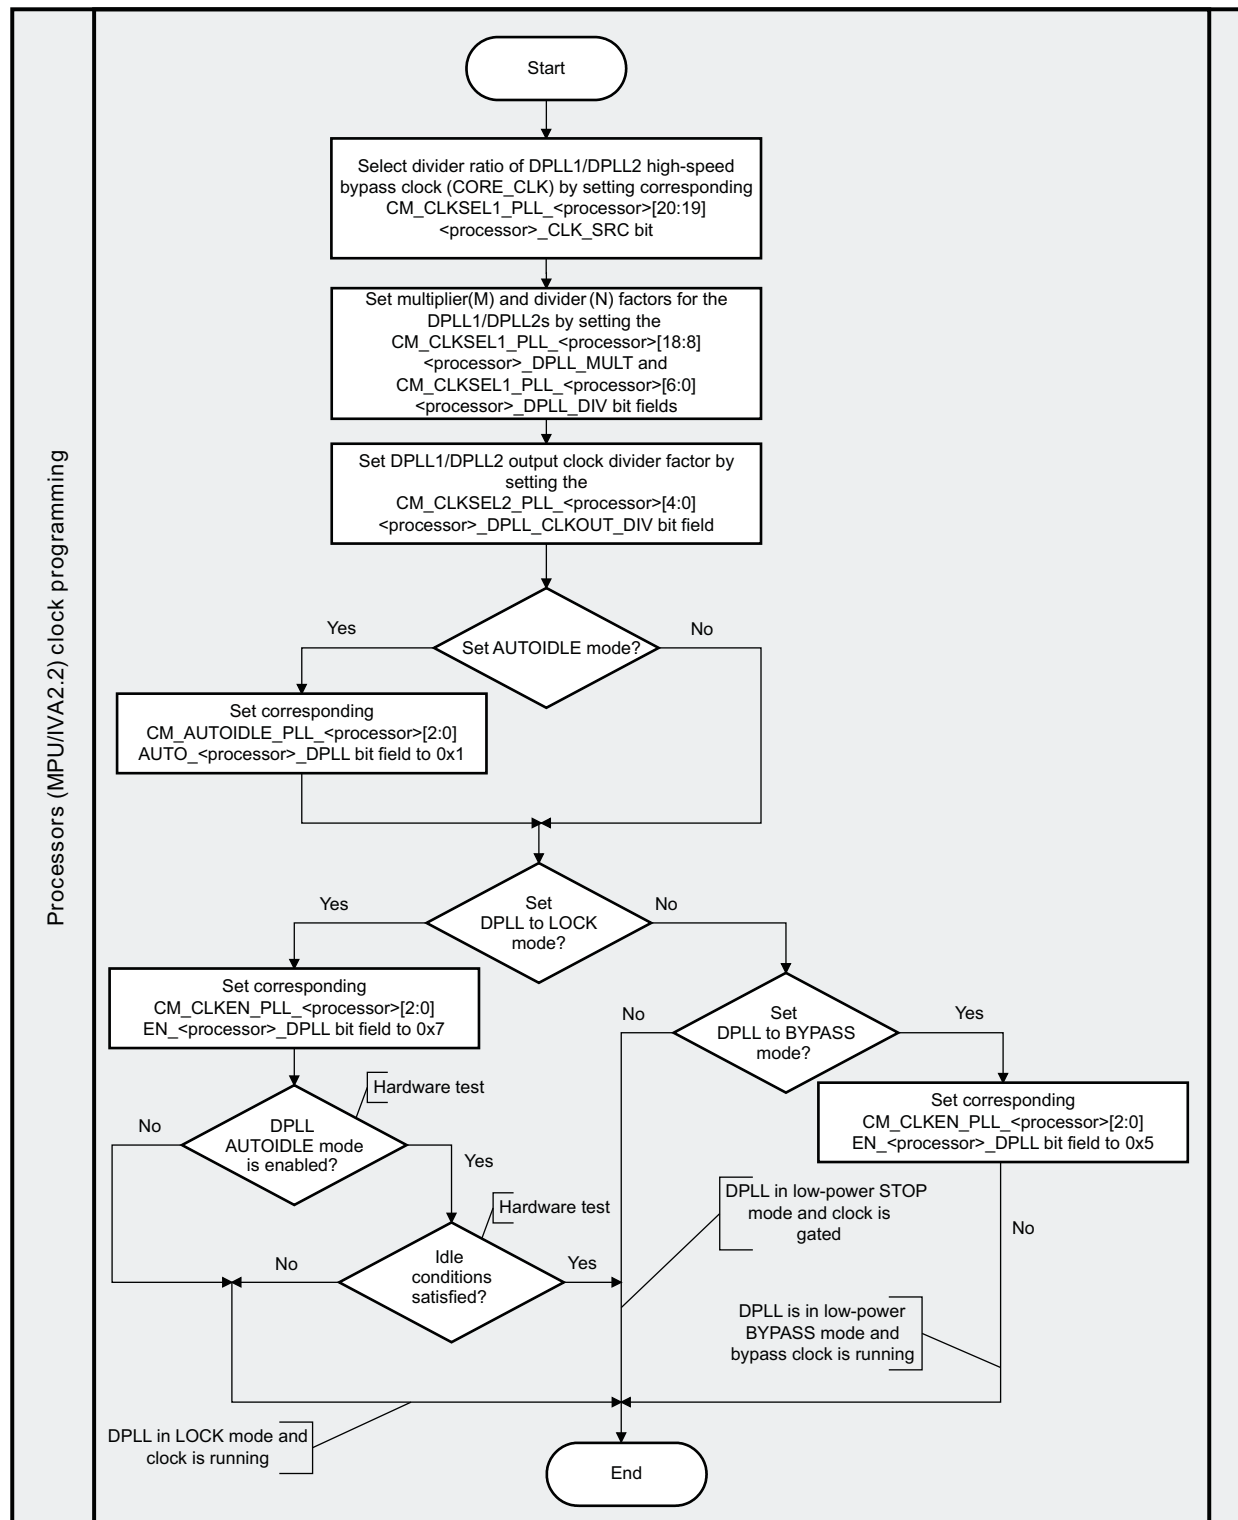 Processors (MPU/IVA2.2) clock programming
Start
Select divider ratio of DPLL1/DPLL2 high-speed
bypass clock (CORE_CLK) by setting corresponding
CM_CLKSEL1_PLL_<processor>[20:19]
<processor>_CLK_SRC bit
Set multiplier(M) and divider (N) factors for the
DPLL1/DPLL2s by setting the
CM_CLKSEL1_PLL_<processor>[18:8]
<processor>_DPLL_MULT and
CM_CLKSEL1_PLL_<processor>[6:0]
<processor>_DPLL_DIV bit fields
Set DPLL1/DPLL2 output clock divider factor by
setting the
CM_CLKSEL2_PLL_<processor>[4:0]
<processor>_DPLL_CLKOUT_DIV bit field
Yes
No
Set AUTOIDLE mode?
Set corresponding
CM_AUTOIDLE_PLL_<processor>[2:0]
AUTO_<processor>_DPLL bit field to 0x1
Yes
Set
DPLL to LOCK
mode?
No
Set corresponding
CM_CLKEN_PLL_<processor>[2:0]
EN_<processor>_DPLL bit field to 0x7
No
Set
DPLL to BYPASS
mode?
Yes
Hardware test
Set corresponding
CM_CLKEN_PLL_<processor>[2:0]
EN_<processor>_DPLL bit field to 0x5
No
DPLL
AUTOIDLE mode
is enabled?
Yes
Hardware test
DPLL in low-power STOP
mode and clock is
gated
No
No
Idle
conditions
satisfied?
Yes
DPLL is in low-power
BYPASS mode and
bypass clock is running
DPLL in LOCK mode and
clock is running
End